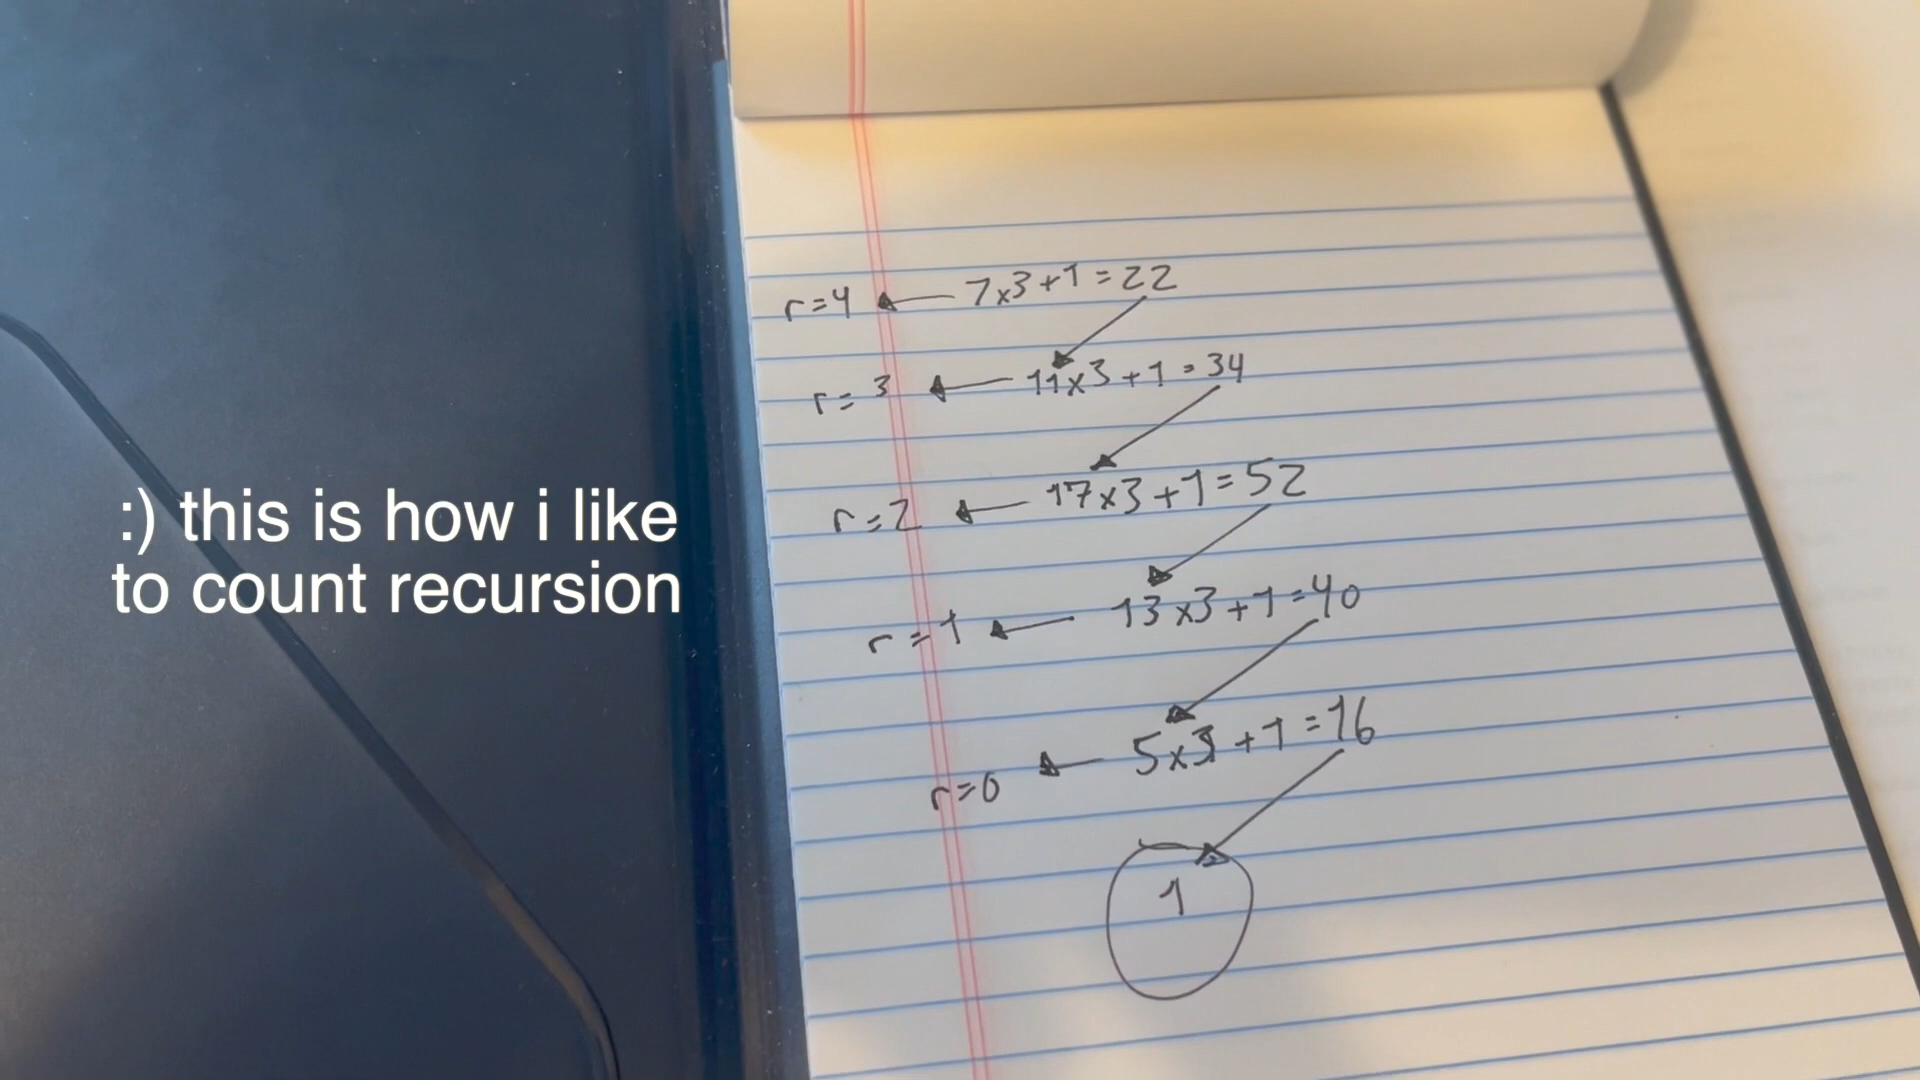 r=4 ← 7x3+1=22
r=3 ← 11x3+1=34
r=2 ← 17x3+1=52
:) this is how i like
to count recursion
r=1 ← 13x3+1=40
r=0 ← 5x3+1=16
1